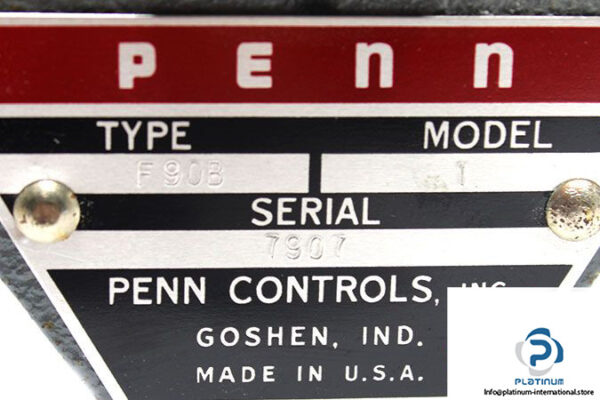 Penn
TYPE MODEL
F90B 1
SERIAL
7907
PENN CONTROLS, INC.
GOSHEN, IND.
MADE IN U.S.A.
PLATINUM
Info@platinum-international.store